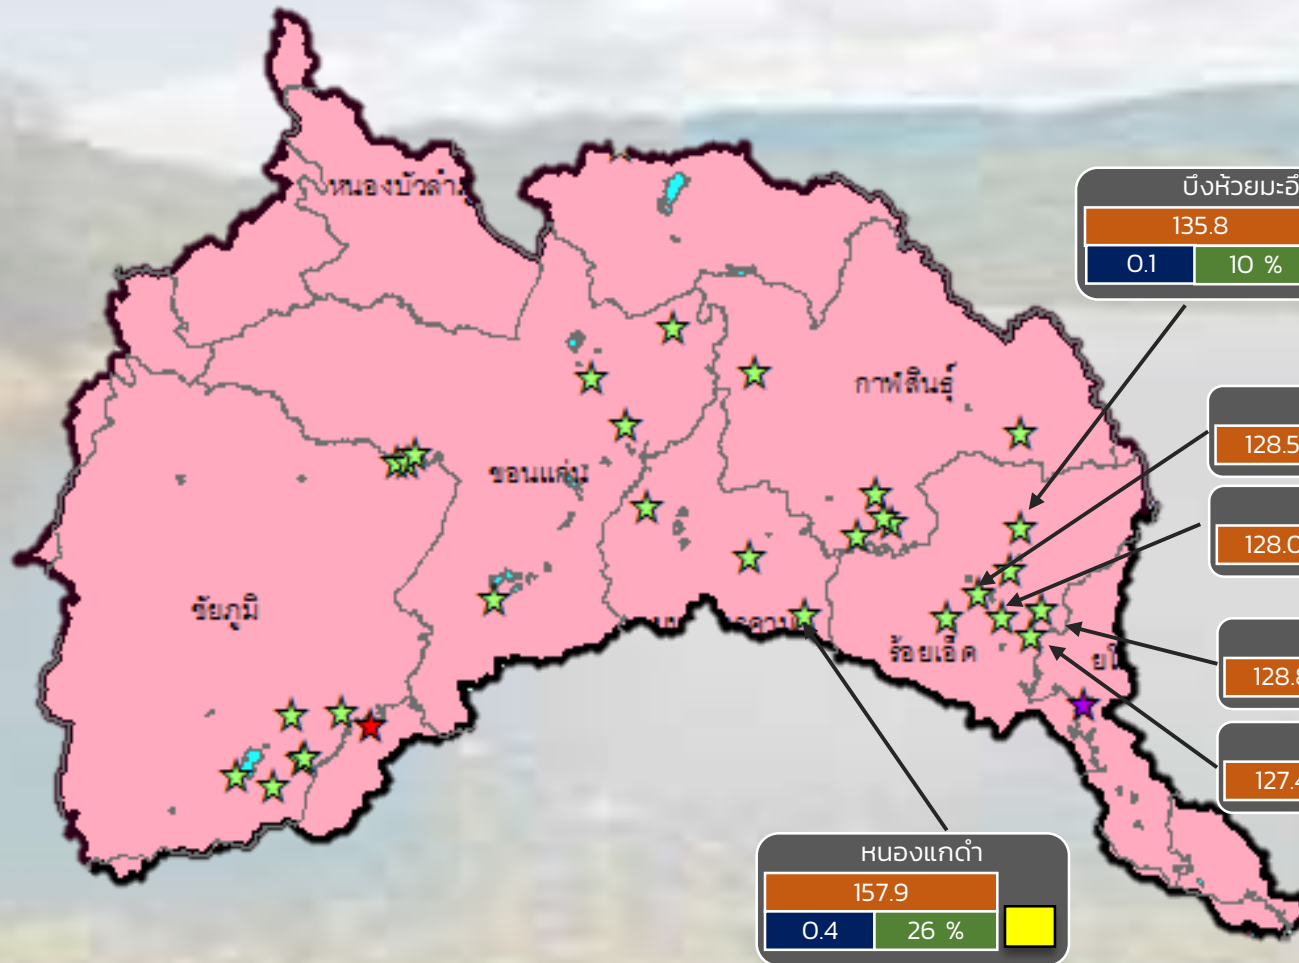 หนองบัวลำภู
บึงห้วยมะอึ
135.8
0.1 10 %
กาฬสินธุ์
128.5
ขอนแก่น
128.0
ชัยภูมิ
ร้อยเอ็ด
128.8
127.4
หนองแกดำ
157.9
0.4 26 %